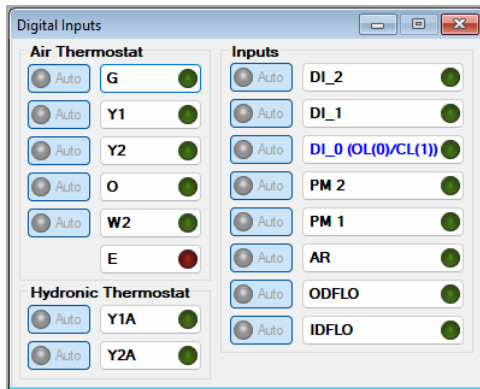 Digital Inputs
Air Thermostat
Auto G
Auto Y1
Auto Y2
Auto O
Auto W2
E
Hydronic Thermostat
Auto Y1A
Auto Y2A
Inputs
Auto DI_2
Auto DI_1
Auto DI_0 (OL(0)/CL(1))
Auto PM 2
Auto PM 1
Auto AR
Auto ODFLO
Auto IDFLO